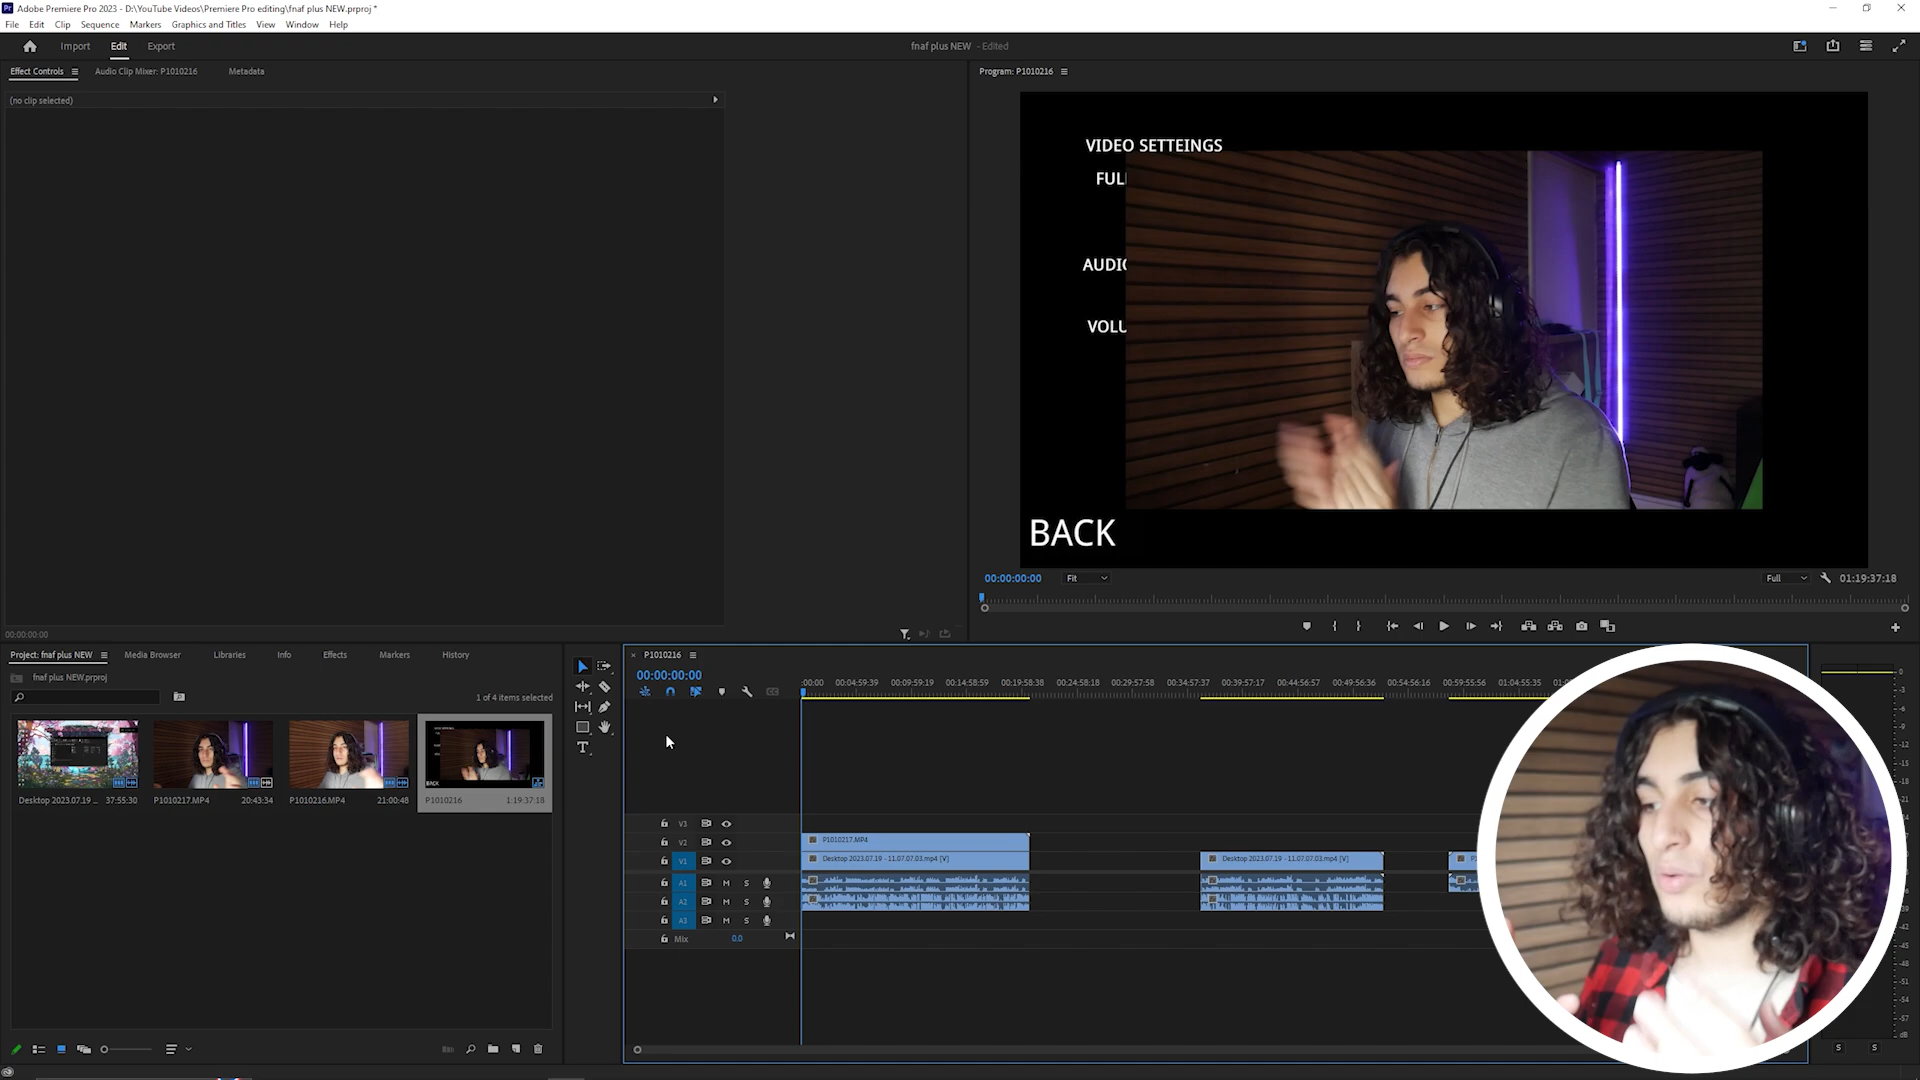 Adobe Premiere Pro 2023 - D:\YouTube Videos\Premiere Pro editing\fnaf plus NEW.prproj *
File Edit Clip Sequence Markers Graphics and Titles View Window Help
Import Edit Export
fnaf plus NEW - Edited
Effect Controls Audio Clip Mixer: P1010216 Metadata
Program: P1010216
(no clip selected)
VIDEO SETTEINGS
FUL
AUDIO
VOLU
BACK
00:00:00:00 Fit Full 01:19:37:18
00:00:00:00
Project: fnaf plus NEW Media Browser Libraries Info Effects Markers History
fnaf plus NEW.prproj
1 of 4 items selected
Desktop 2023.07.19 ... 37:55:30
P1010217.MP4 20:43:34
P1010216.MP4 21:00:48
P1010216 1:19:37:18
P1010216
00:00:00:00
:00:00 00:04:59:39 00:09:59:19 00:14:58:59 00:19:58:38 00:24:58:18 00:29:57:58 00:34:57:37 00:39:57:17 00:44:56:57 00:49:56:36 00:54:56:16 00:59:55:56 01:04:55:35
V3
V2 P1010217.MP4
V1 Desktop 2023.07.19 - 11.07.07.03.mp4 [V] Desktop 2023.07.19 - 11.07.07.03.mp4 [V]
A1 M S
A2 M S
A3 M S
Mix 0.0
S S